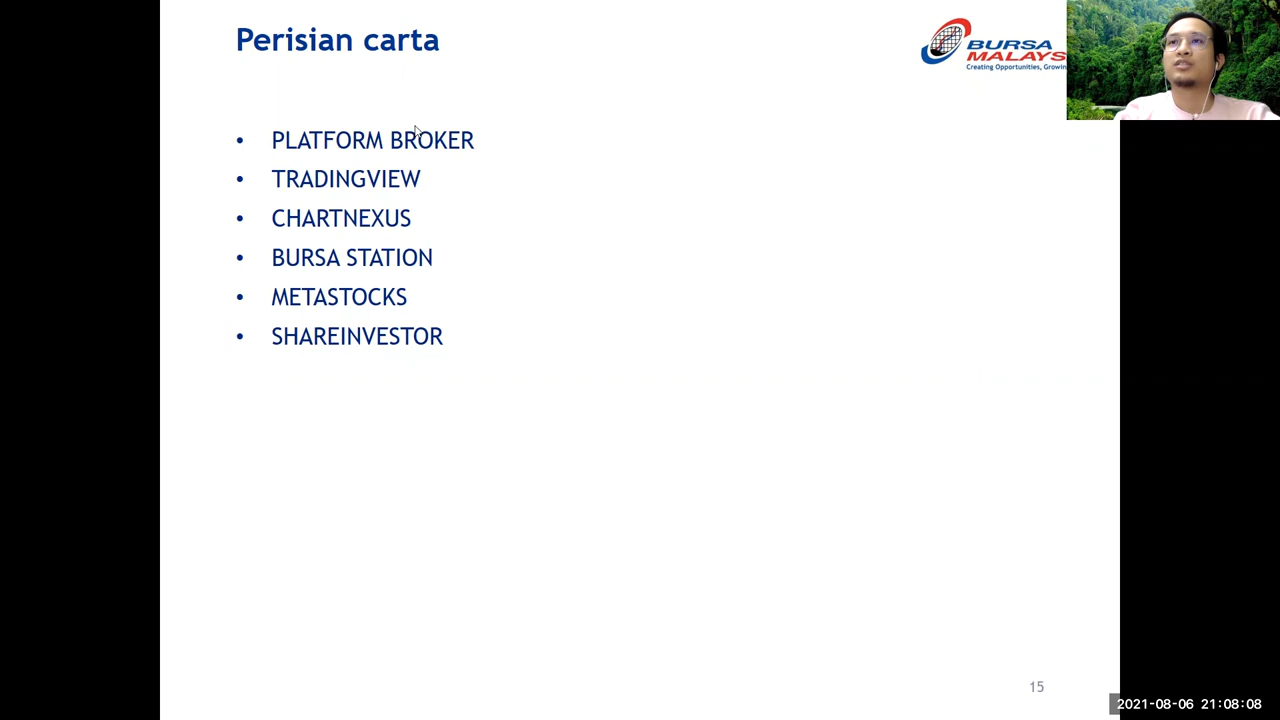 Perisian carta
BURSA
MALAYS
Creating Opportunities, Growin
• PLATFORM BROKER
• TRADINGVIEW
• CHARTNEXUS
• BURSA STATION
• METASTOCKS
• SHAREINVESTOR
15
2021-08-06 21:08:08